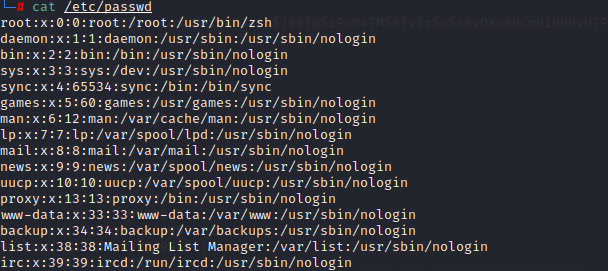 └─# cat /etc/passwd
root:x:0:0:root:/root:/usr/bin/zsh
daemon:x:1:1:daemon:/usr/sbin:/usr/sbin/nologin
bin:x:2:2:bin:/bin:/usr/sbin/nologin
sys:x:3:3:sys:/dev:/usr/sbin/nologin
sync:x:4:65534:sync:/bin:/bin/sync
games:x:5:60:games:/usr/games:/usr/sbin/nologin
man:x:6:12:man:/var/cache/man:/usr/sbin/nologin
lp:x:7:7:lp:/var/spool/lpd:/usr/sbin/nologin
mail:x:8:8:mail:/var/mail:/usr/sbin/nologin
news:x:9:9:news:/var/spool/news:/usr/sbin/nologin
uucp:x:10:10:uucp:/var/spool/uucp:/usr/sbin/nologin
proxy:x:13:13:proxy:/bin:/usr/sbin/nologin
www-data:x:33:33:www-data:/var/www:/usr/sbin/nologin
backup:x:34:34:backup:/var/backups:/usr/sbin/nologin
list:x:38:38:Mailing List Manager:/var/list:/usr/sbin/nologin
irc:x:39:39:ircd:/run/ircd:/usr/sbin/nologin